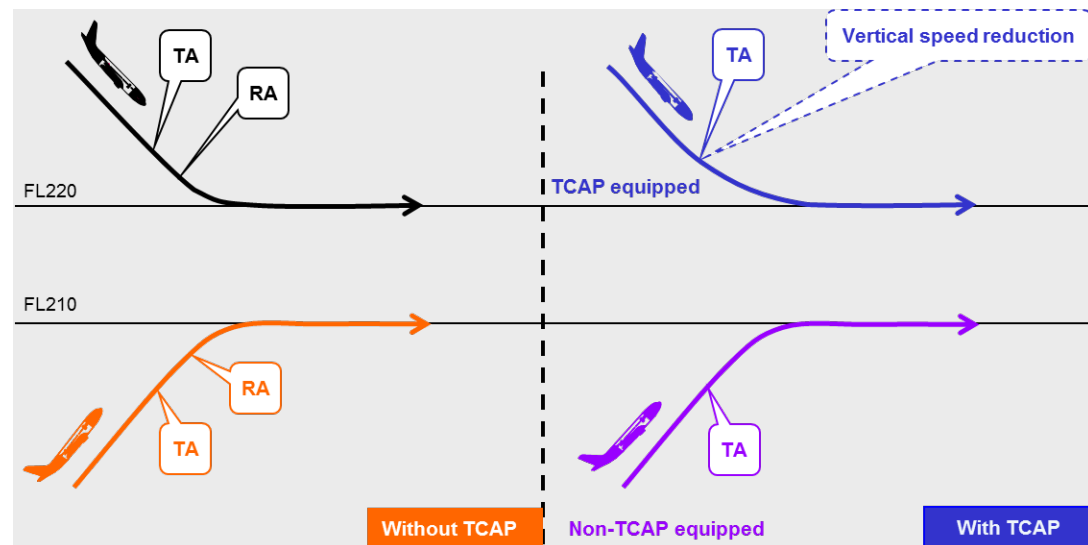 TA
RA
FL220
FL210
RA
TA
Without TCAP
Vertical speed reduction
TA
TCAP equipped
TA
Non-TCAP equipped
With TCAP